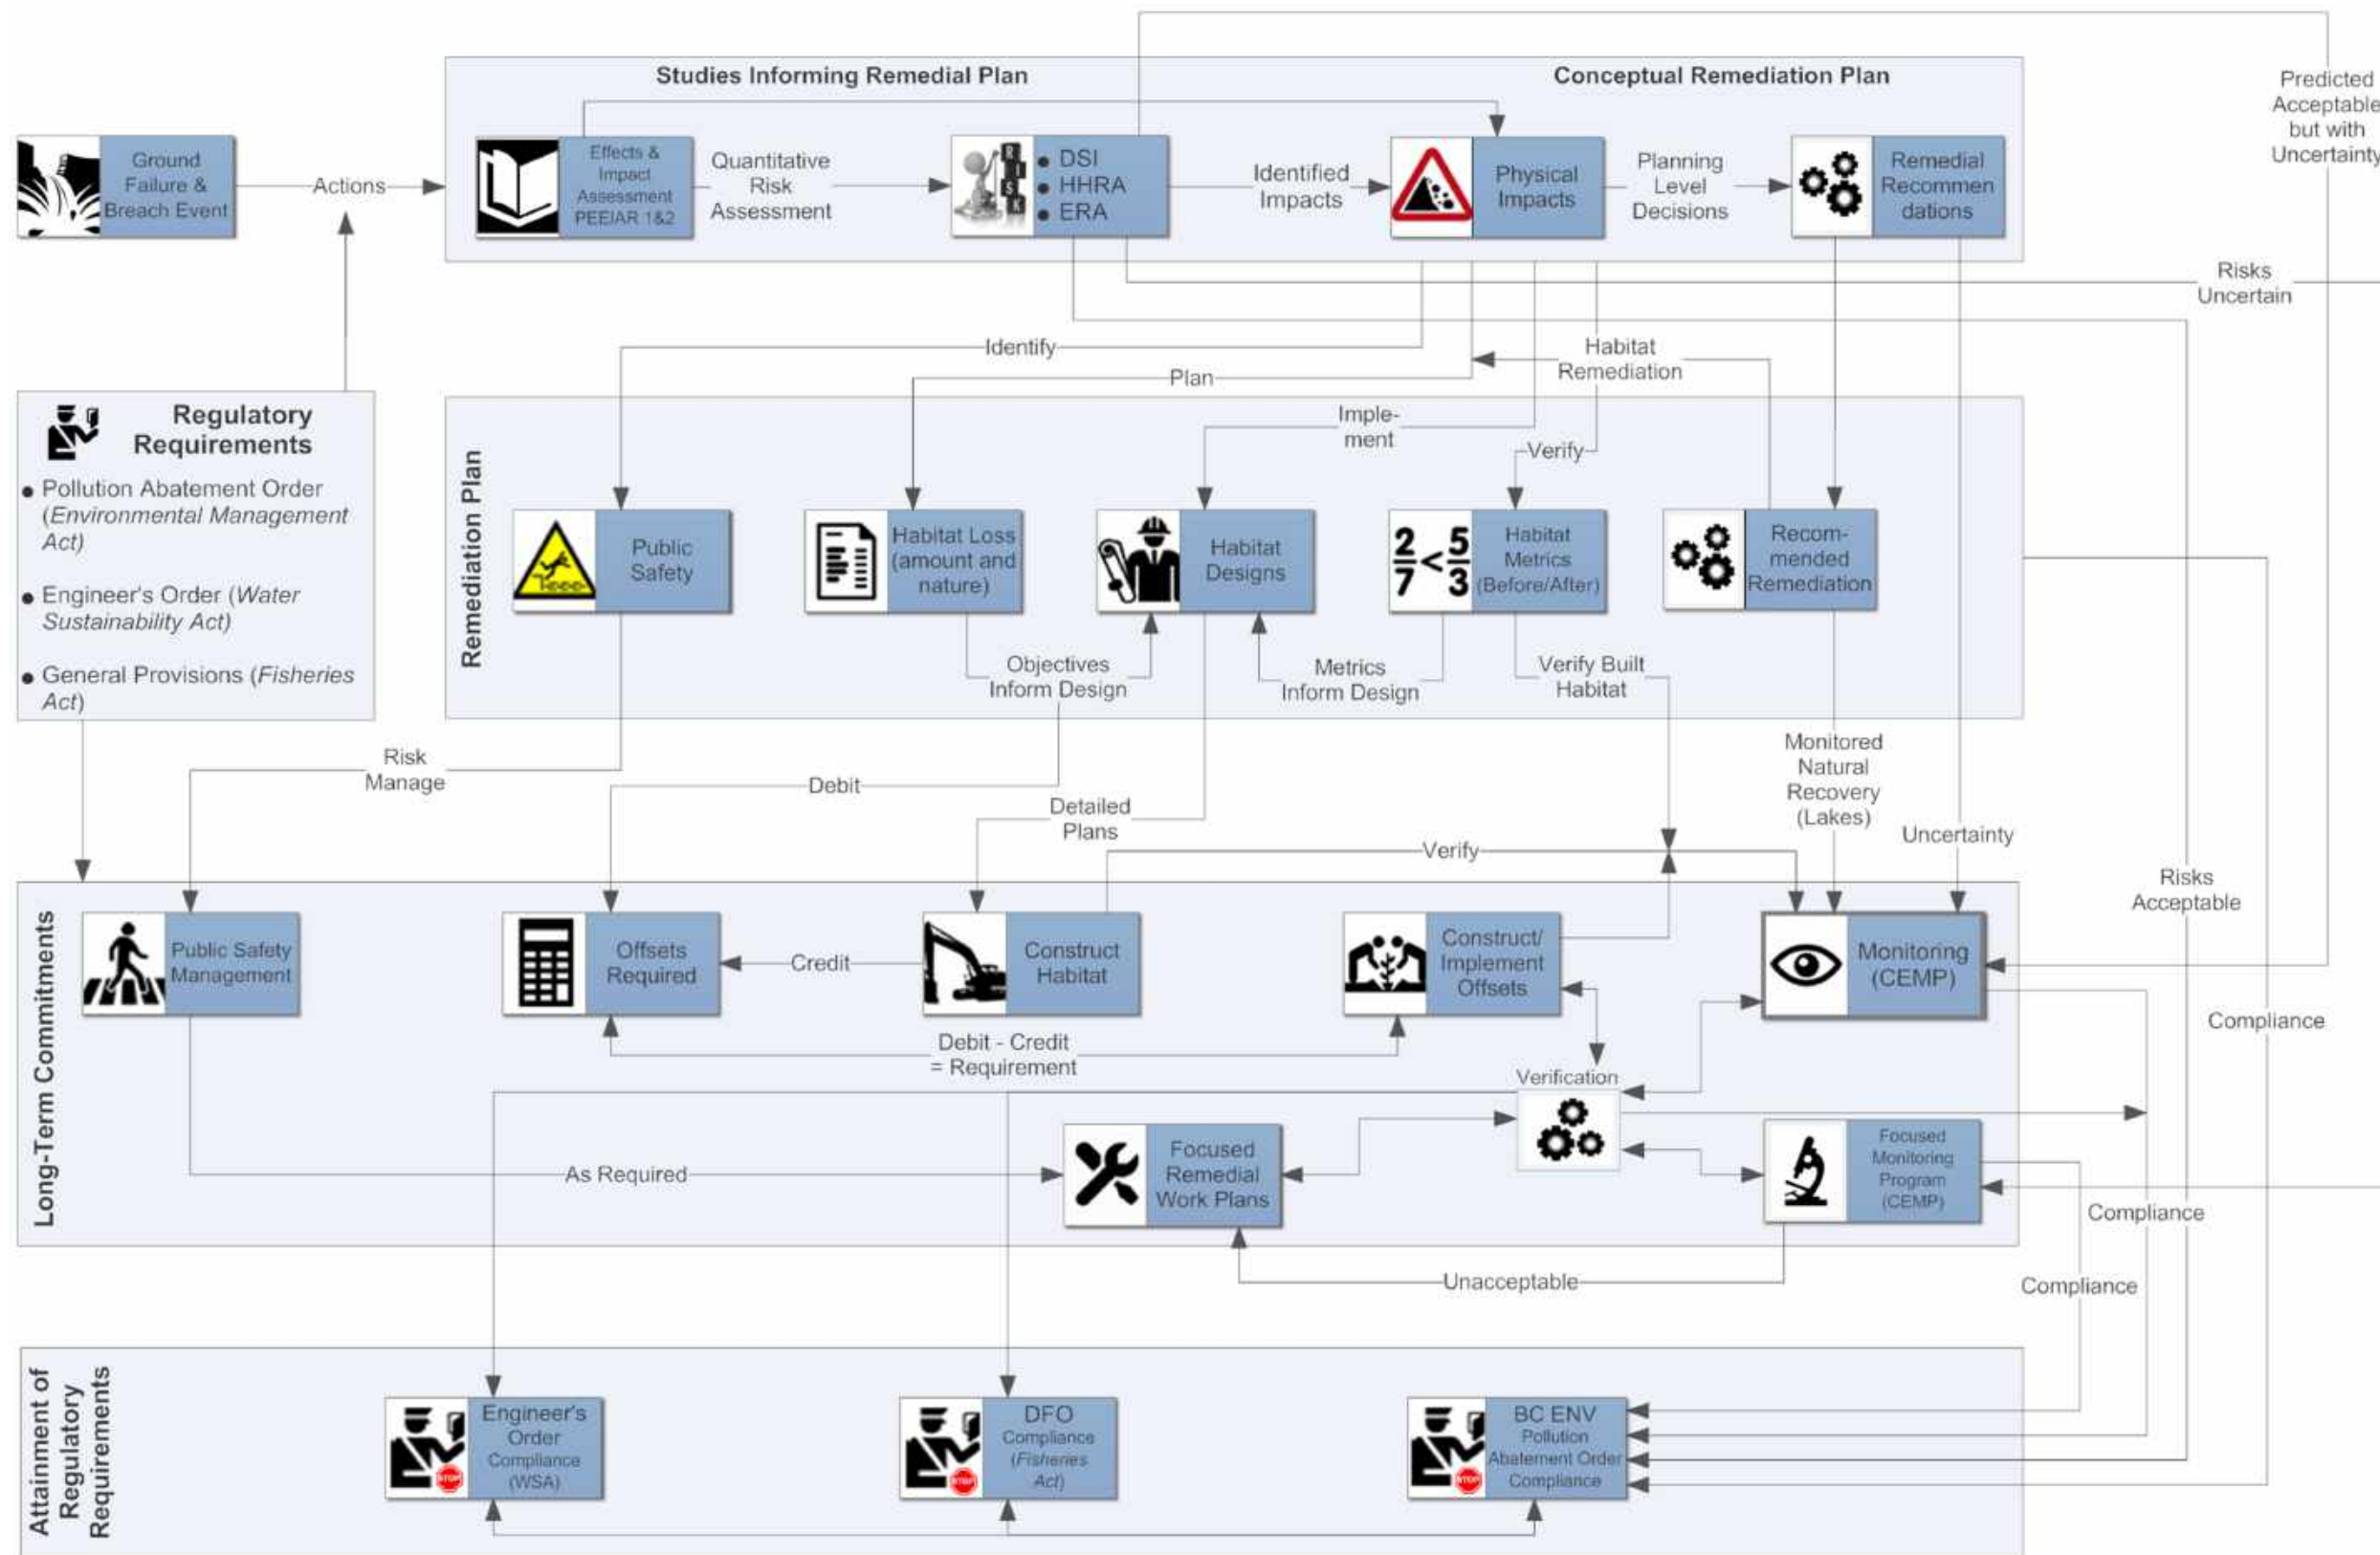 Studies Informing Remedial Plan
Conceptual Remediation Plan
Predicted
Acceptable
but with
Uncertainty
Ground
Failure &
Breach Event
Actions
Effects &
Impact
Assessment
PEEIAR 1&2
Quantitative
Risk
Assessment
RISK
● DSI
● HHRA
● ERA
Identified
Impacts
Physical
Impacts
Planning
Level
Decisions
Remedial
Recommen
dations
Risks
Uncertain
Identify
Plan
Habitat
Remediation
Regulatory
Requirements
● Pollution Abatement Order
(Environmental Management
Act)
● Engineer's Order (Water
Sustainability Act)
● General Provisions (Fisheries
Act)
Remediation Plan
Imple-
ment
Verify
Public
Safety
Habitat Loss
(amount and
nature)
Habitat
Designs
2/7<5/3
Habitat
Metrics
(Before/After)
Recom-
mended
Remediation
Objectives
Inform Design
Metrics
Inform Design
Verify Built
Habitat
Risk
Manage
Debit
Detailed
Plans
Verify
Monitored
Natural
Recovery
(Lakes)
Uncertainty
Risks
Acceptable
Long-Term Commitments
Public Safety
Management
Offsets
Required
Credit
Construct
Habitat
Construct/
Implement
Offsets
Monitoring
(CEMP)
Compliance
Debit - Credit
= Requirement
Verification
As Required
Focused
Remedial
Work Plans
Focused
Monitoring
Program
(CEMP)
Compliance
Unacceptable
Compliance
Attainment of
Regulatory
Requirements
STOP
Engineer's
Order
Compliance
(WSA)
STOP
DFO
Compliance
(Fisheries
Act)
STOP
BC ENV
Pollution
Abatement Order
Compliance